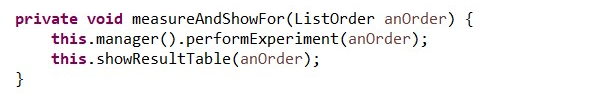 private void measureAndShowFor(ListOrder anOrder) {
    this.manager().performExperiment(anOrder);
    this.showResultTable(anOrder);
}